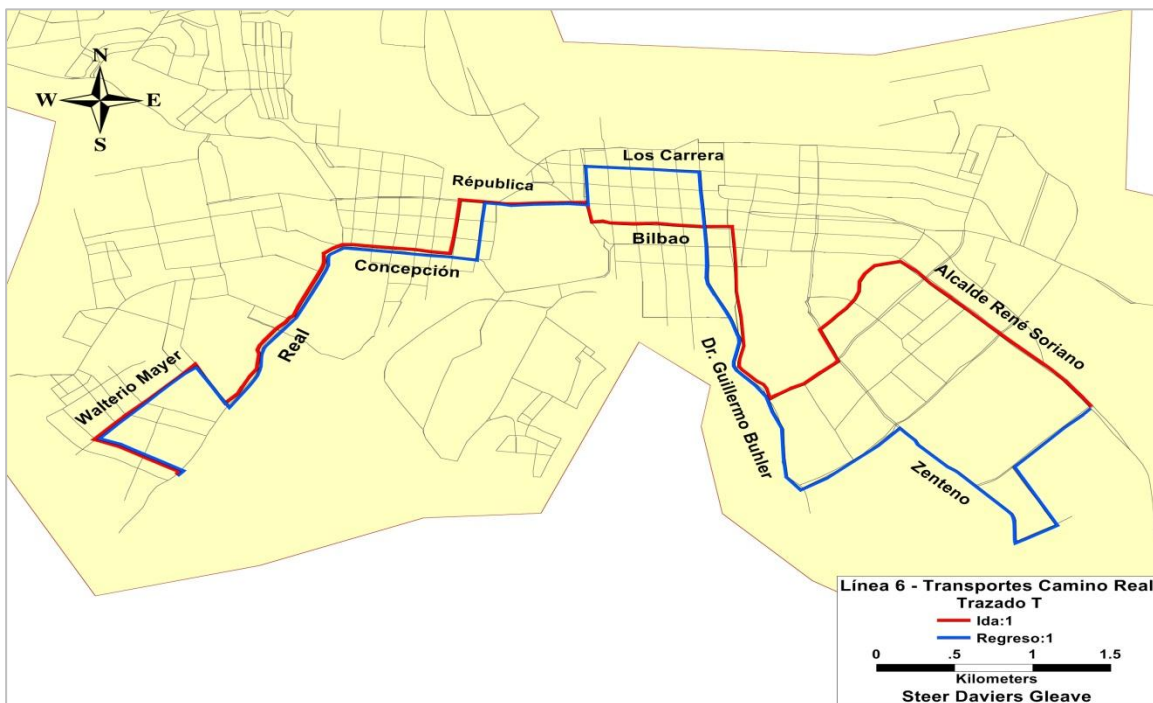 N
W E
S
Los Carrera
Républica
Bilbao
Concepción
Alcalde René Soriano
Real
Walterio Mayer
Dr. Guillermo Buhler
Zenteno
Línea 6 - Transportes Camino Real
Trazado T
Ida:1
Regreso:1
0 .5 1 1.5
Kilometers
Steer Daviers Gleave